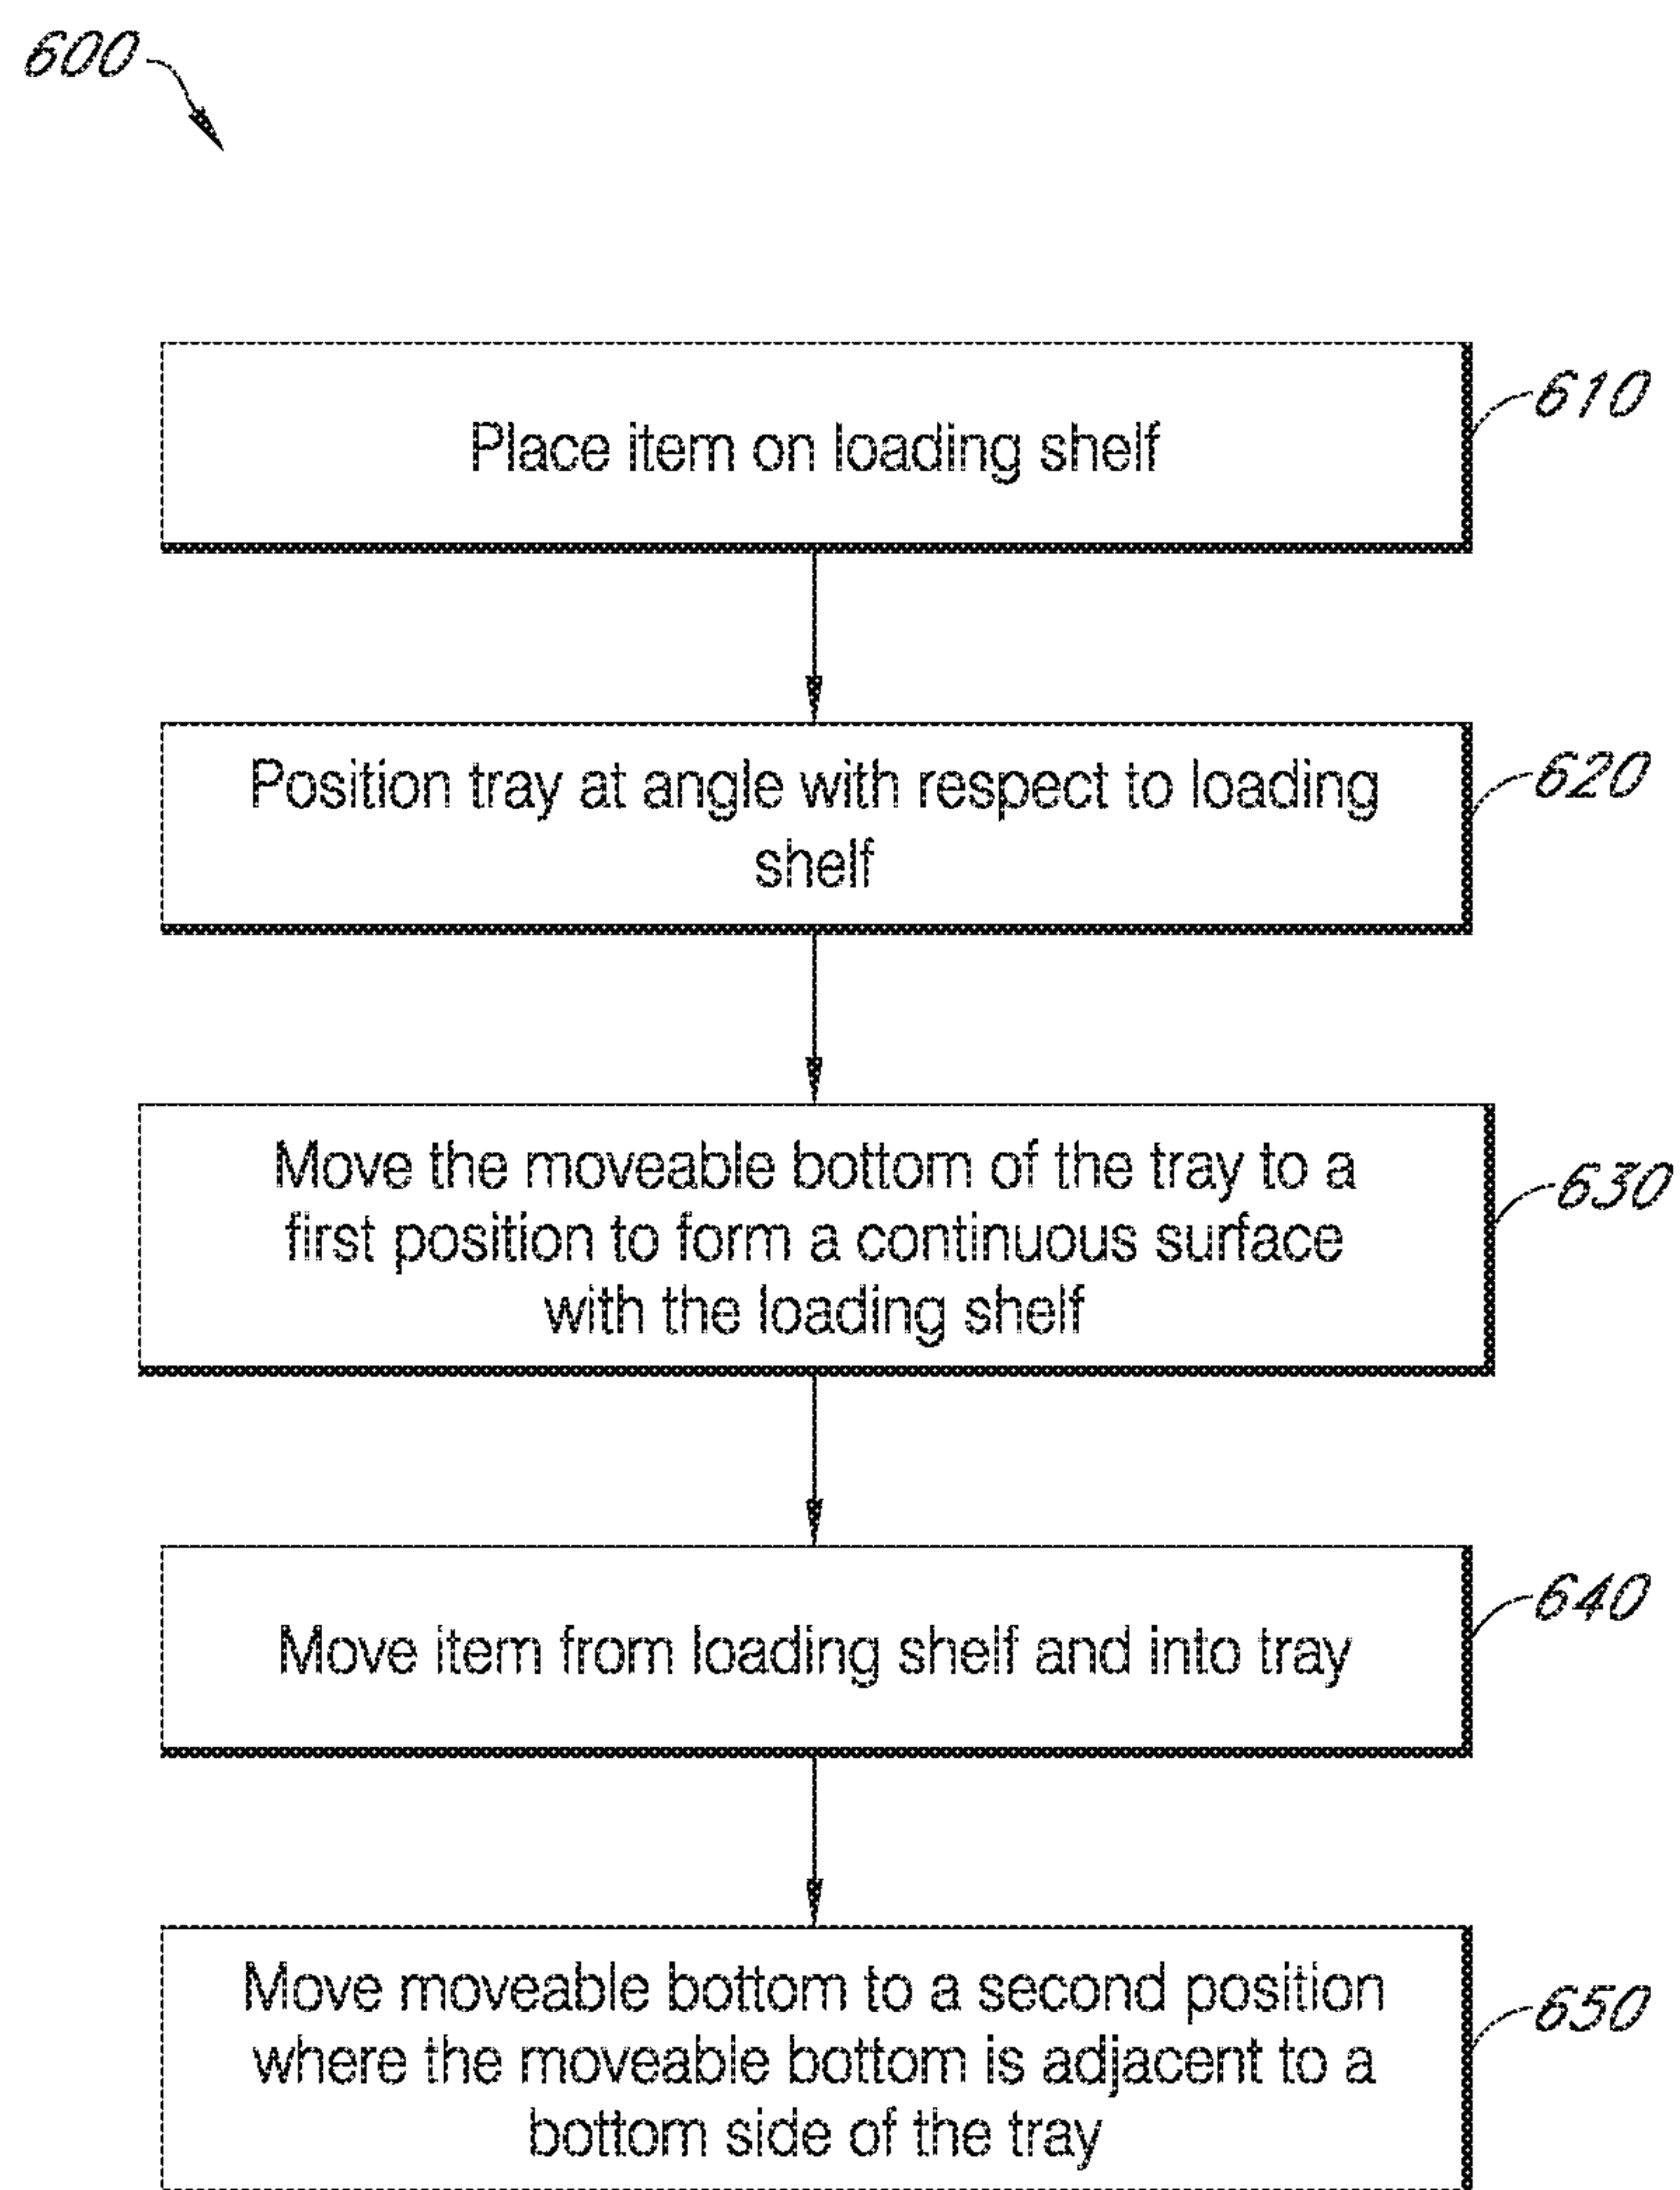 600
Place item on loading shelf
610
Position tray at angle with respect to loading
shelf
620
Move the moveable bottom of the tray to a
first position to form a continuous surface
with the loading shelf
630
Move item from loading shelf and into tray
640
Move moveable bottom to a second position
where the moveable bottom is adjacent to a
bottom side of the tray
650